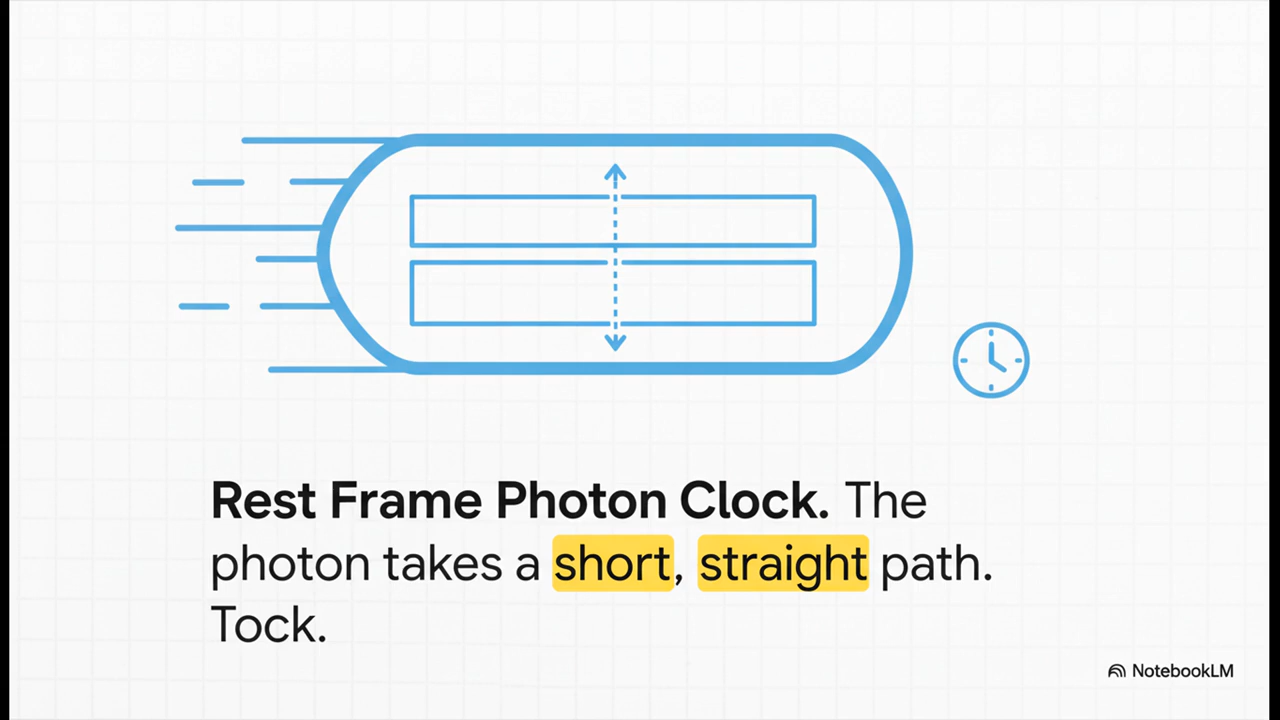 Rest Frame Photon Clock. The
photon takes a short, straight path.
Tock.
NotebookLM